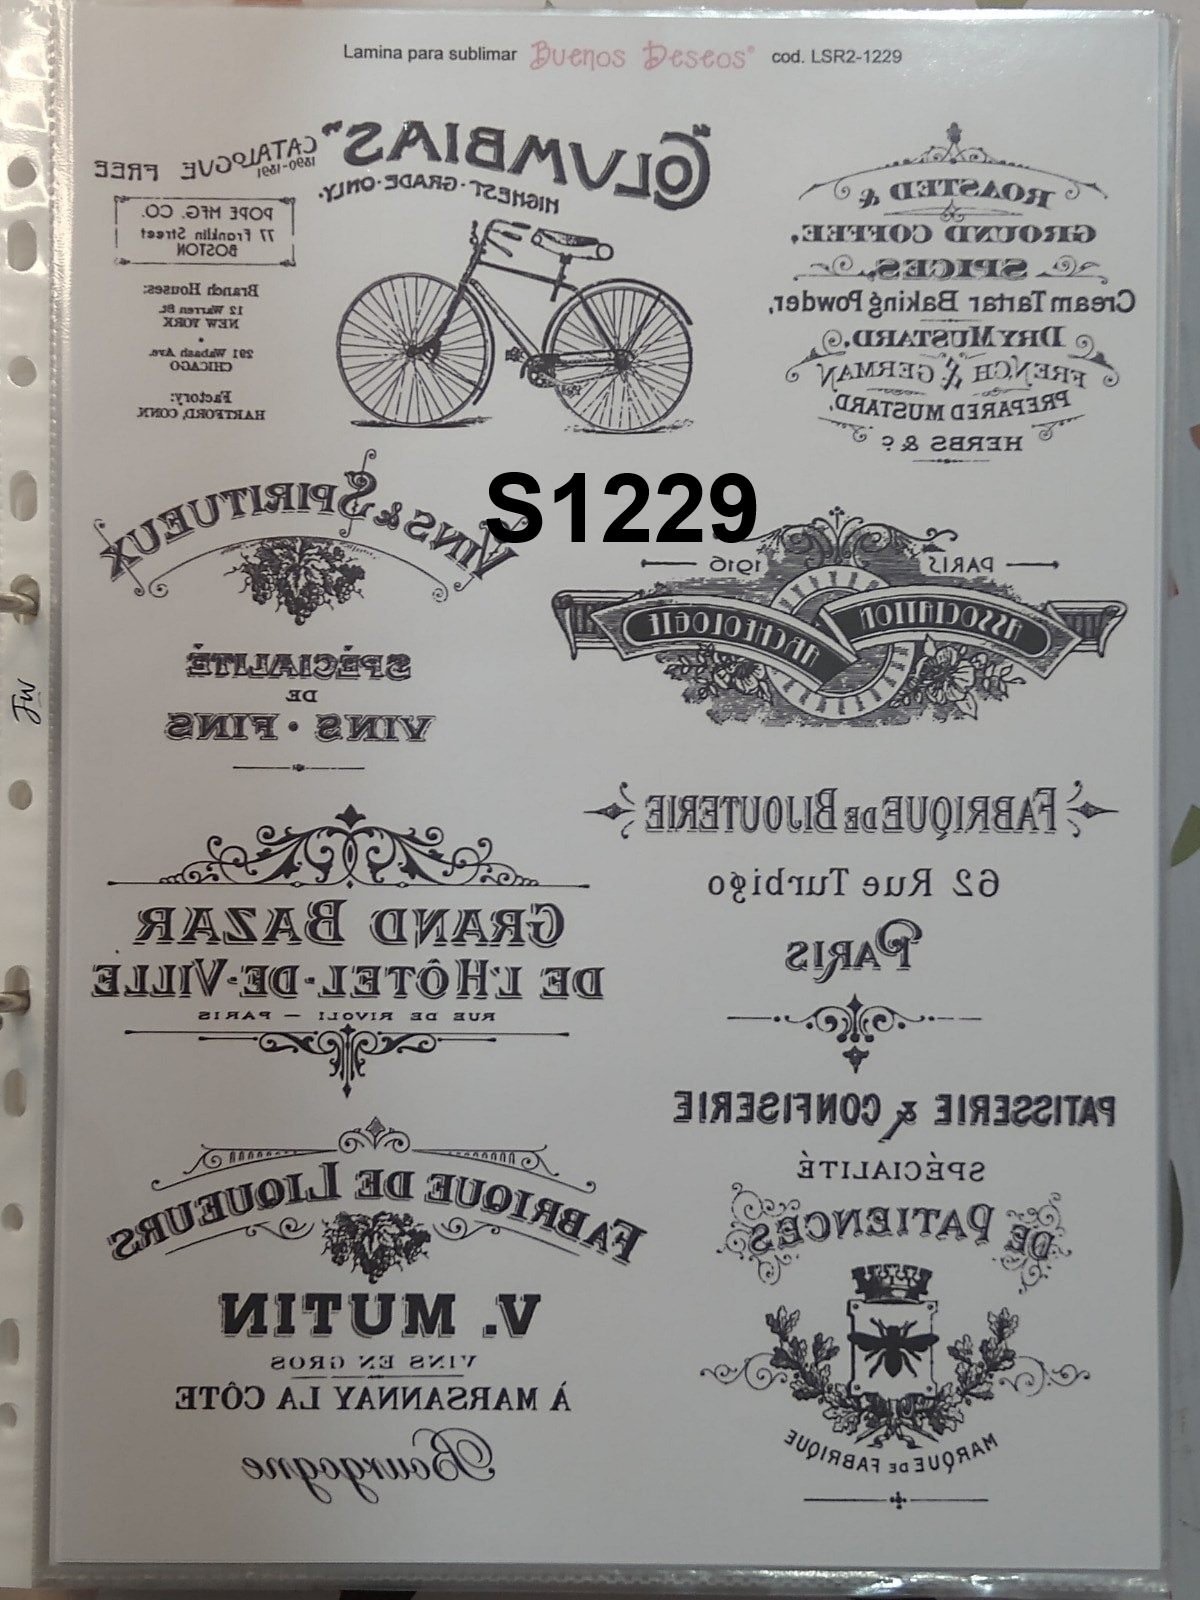 Lamina para sublimar Buenos Deseos® cod. LSR2-1229
COLUMBIAS"
HIGHEST·GRADE·ONLY.
CATALOGUE FREE
1890-1891
POPE MFG. CO.
77 Franklin Street
BOSTON
Branch Houses:
12 Warren St.
NEW YORK
291 Wabash Ave.
CHICAGO
Factory:
HARTFORD, CONN.
ROASTED &
GROUND COFFEE,
SPICES,
Cream Tartar Baking Powder,
DRY MUSTARD,
FRENCH & GERMAN
PREPARED MUSTARD,
HERBS & ?
S1229
VINS & SPIRITUEUX
SPÉCIALITÉ
DE
VINS · FINS
PARIS 1916
ASSOCIATION ARCHEOLOGIE
FABRIQUE DE BIJOUTERIE
62 Rue Turbigo
PARIS
GRAND BAZAR
DE L'HÔTEL-DE-VILLE
RUE DE RIVOLI — PARIS
PATISSERIE & CONFISERIE
SPÉCIALITÉ
DE PATIENCES
MARQUE DE FABRIQUE
FABRIQUE DE LIQUEURS
V. MUTIN
VINS EN GROS
À MARSANNAY LA CÔTE
Bourgogne
JW